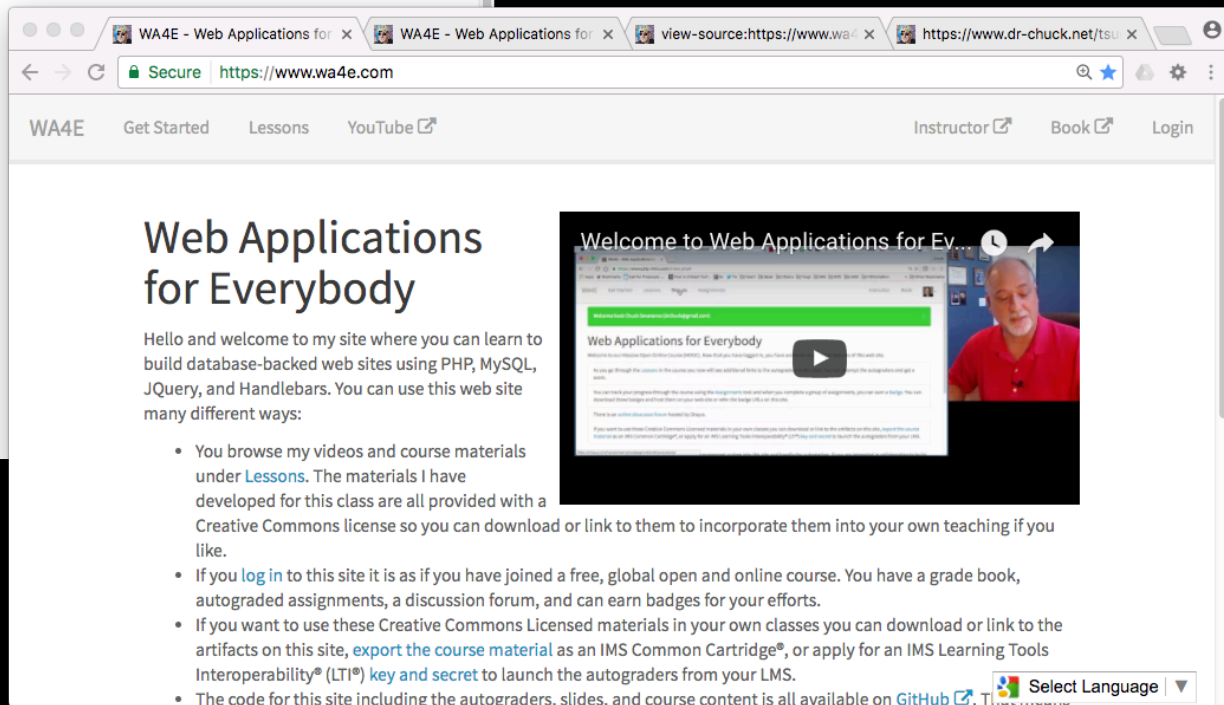 WA4E - Web Applications for
WA4E - Web Applications for
view-source:https://www.wa4
https://www.dr-chuck.net/tsu
Secure https://www.wa4e.com
WA4E Get Started Lessons YouTube Instructor Book Login
Web Applications
for Everybody
Hello and welcome to my site where you can learn to
build database-backed web sites using PHP, MySQL,
JQuery, and Handlebars. You can use this web site
many different ways:
Welcome to Web Applications for Ev...
Web Applications for Everybody
• You browse my videos and course materials
under Lessons. The materials I have
developed for this class are all provided with a
Creative Commons license so you can download or link to them to incorporate them into your own teaching if you
like.
• If you log in to this site it is as if you have joined a free, global open and online course. You have a grade book,
autograded assignments, a discussion forum, and can earn badges for your efforts.
• If you want to use these Creative Commons Licensed materials in your own classes you can download or link to the
artifacts on this site, export the course material as an IMS Common Cartridge®, or apply for an IMS Learning Tools
Interoperability® (LTI®) key and secret to launch the autograders from your LMS.
• The code for this site including the autograders, slides, and course content is all available on GitHub. That means
Select Language ▼